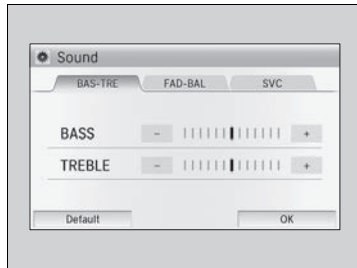 Sound
BAS-TRE FAD-BAL SVC
BASS - +
TREBLE - +
Default OK